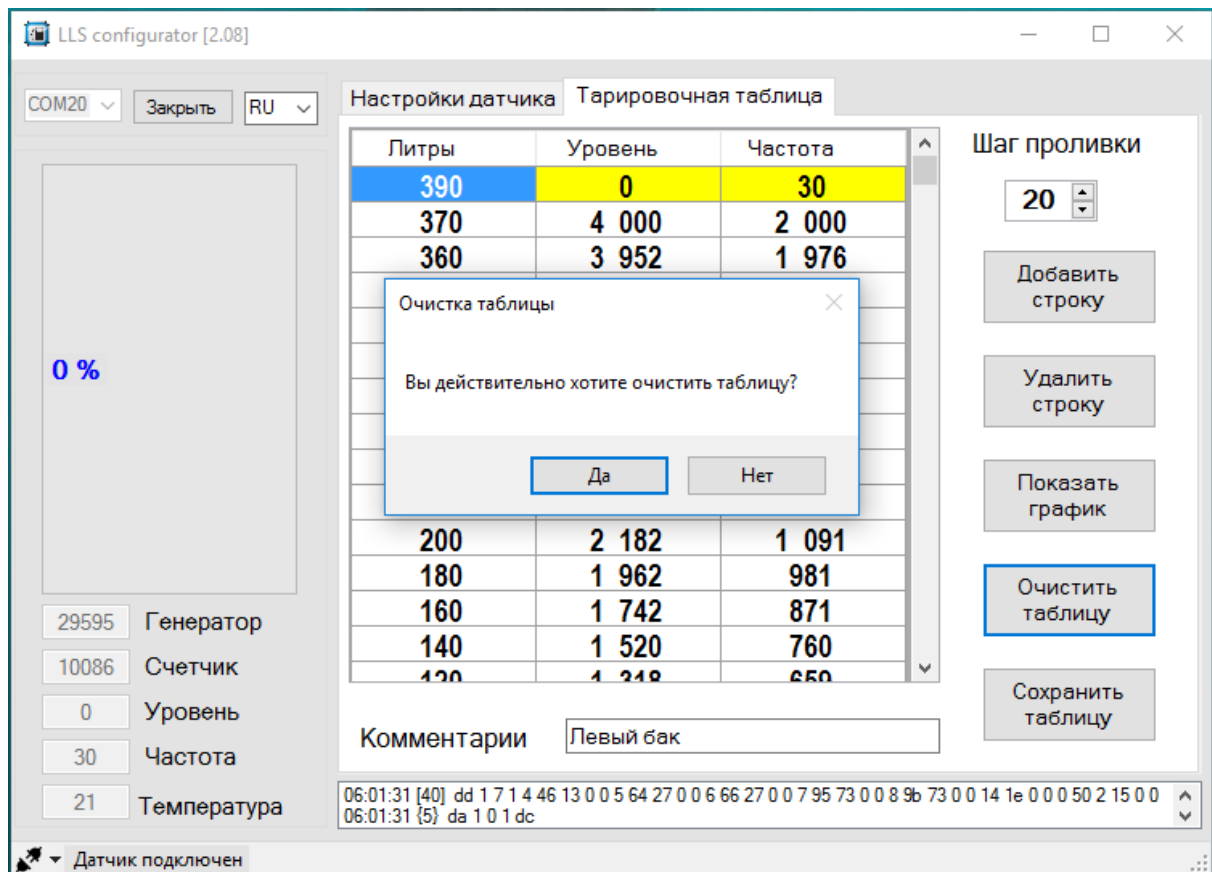 LLS configurator [2.08]
COM20 Закрыть RU
Настройки датчика Тарировочная таблица
Литры Уровень Частота
390 0 30
370 4 000 2 000
360 3 952 1 976
200 2 182 1 091
180 1 962 981
160 1 742 871
140 1 520 760
120 1 318 659
Очистка таблицы
Вы действительно хотите очистить таблицу?
Да Нет
Шаг проливки
20
Добавить
строку
Удалить
строку
Показать
график
Очистить
таблицу
Сохранить
таблицу
0 %
29595 Генератор
10086 Счетчик
0 Уровень
30 Частота
21 Температура
Комментарии Левый бак
06:01:31 [40] dd 1 7 1 4 46 13 0 0 5 64 27 0 0 6 66 27 0 0 7 95 73 0 0 8 9b 73 0 0 14 1e 0 0 0 50 2 15 0 0
06:01:31 {5} da 1 0 1 dc
Датчик подключен